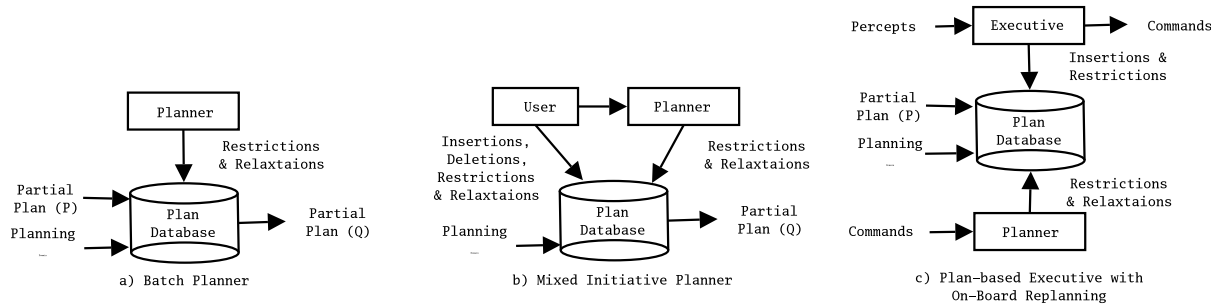 Planner
Restrictions
& Relaxtaions
Partial
Plan (P)
Planning
Plan
Database
Partial
Plan (Q)
a) Batch Planner
User
Planner
Insertions,
Deletions,
Restrictions
& Relaxtaions
Restrictions
& Relaxtaions
Planning
Plan
Database
Partial
Plan (Q)
b) Mixed Initiative Planner
Percepts
Executive
Commands
Insertions &
Restrictions
Partial
Plan (P)
Planning
Plan
Database
Restrictions
& Relaxtaions
Commands
Planner
c) Plan-based Executive with
On-Board Replanning